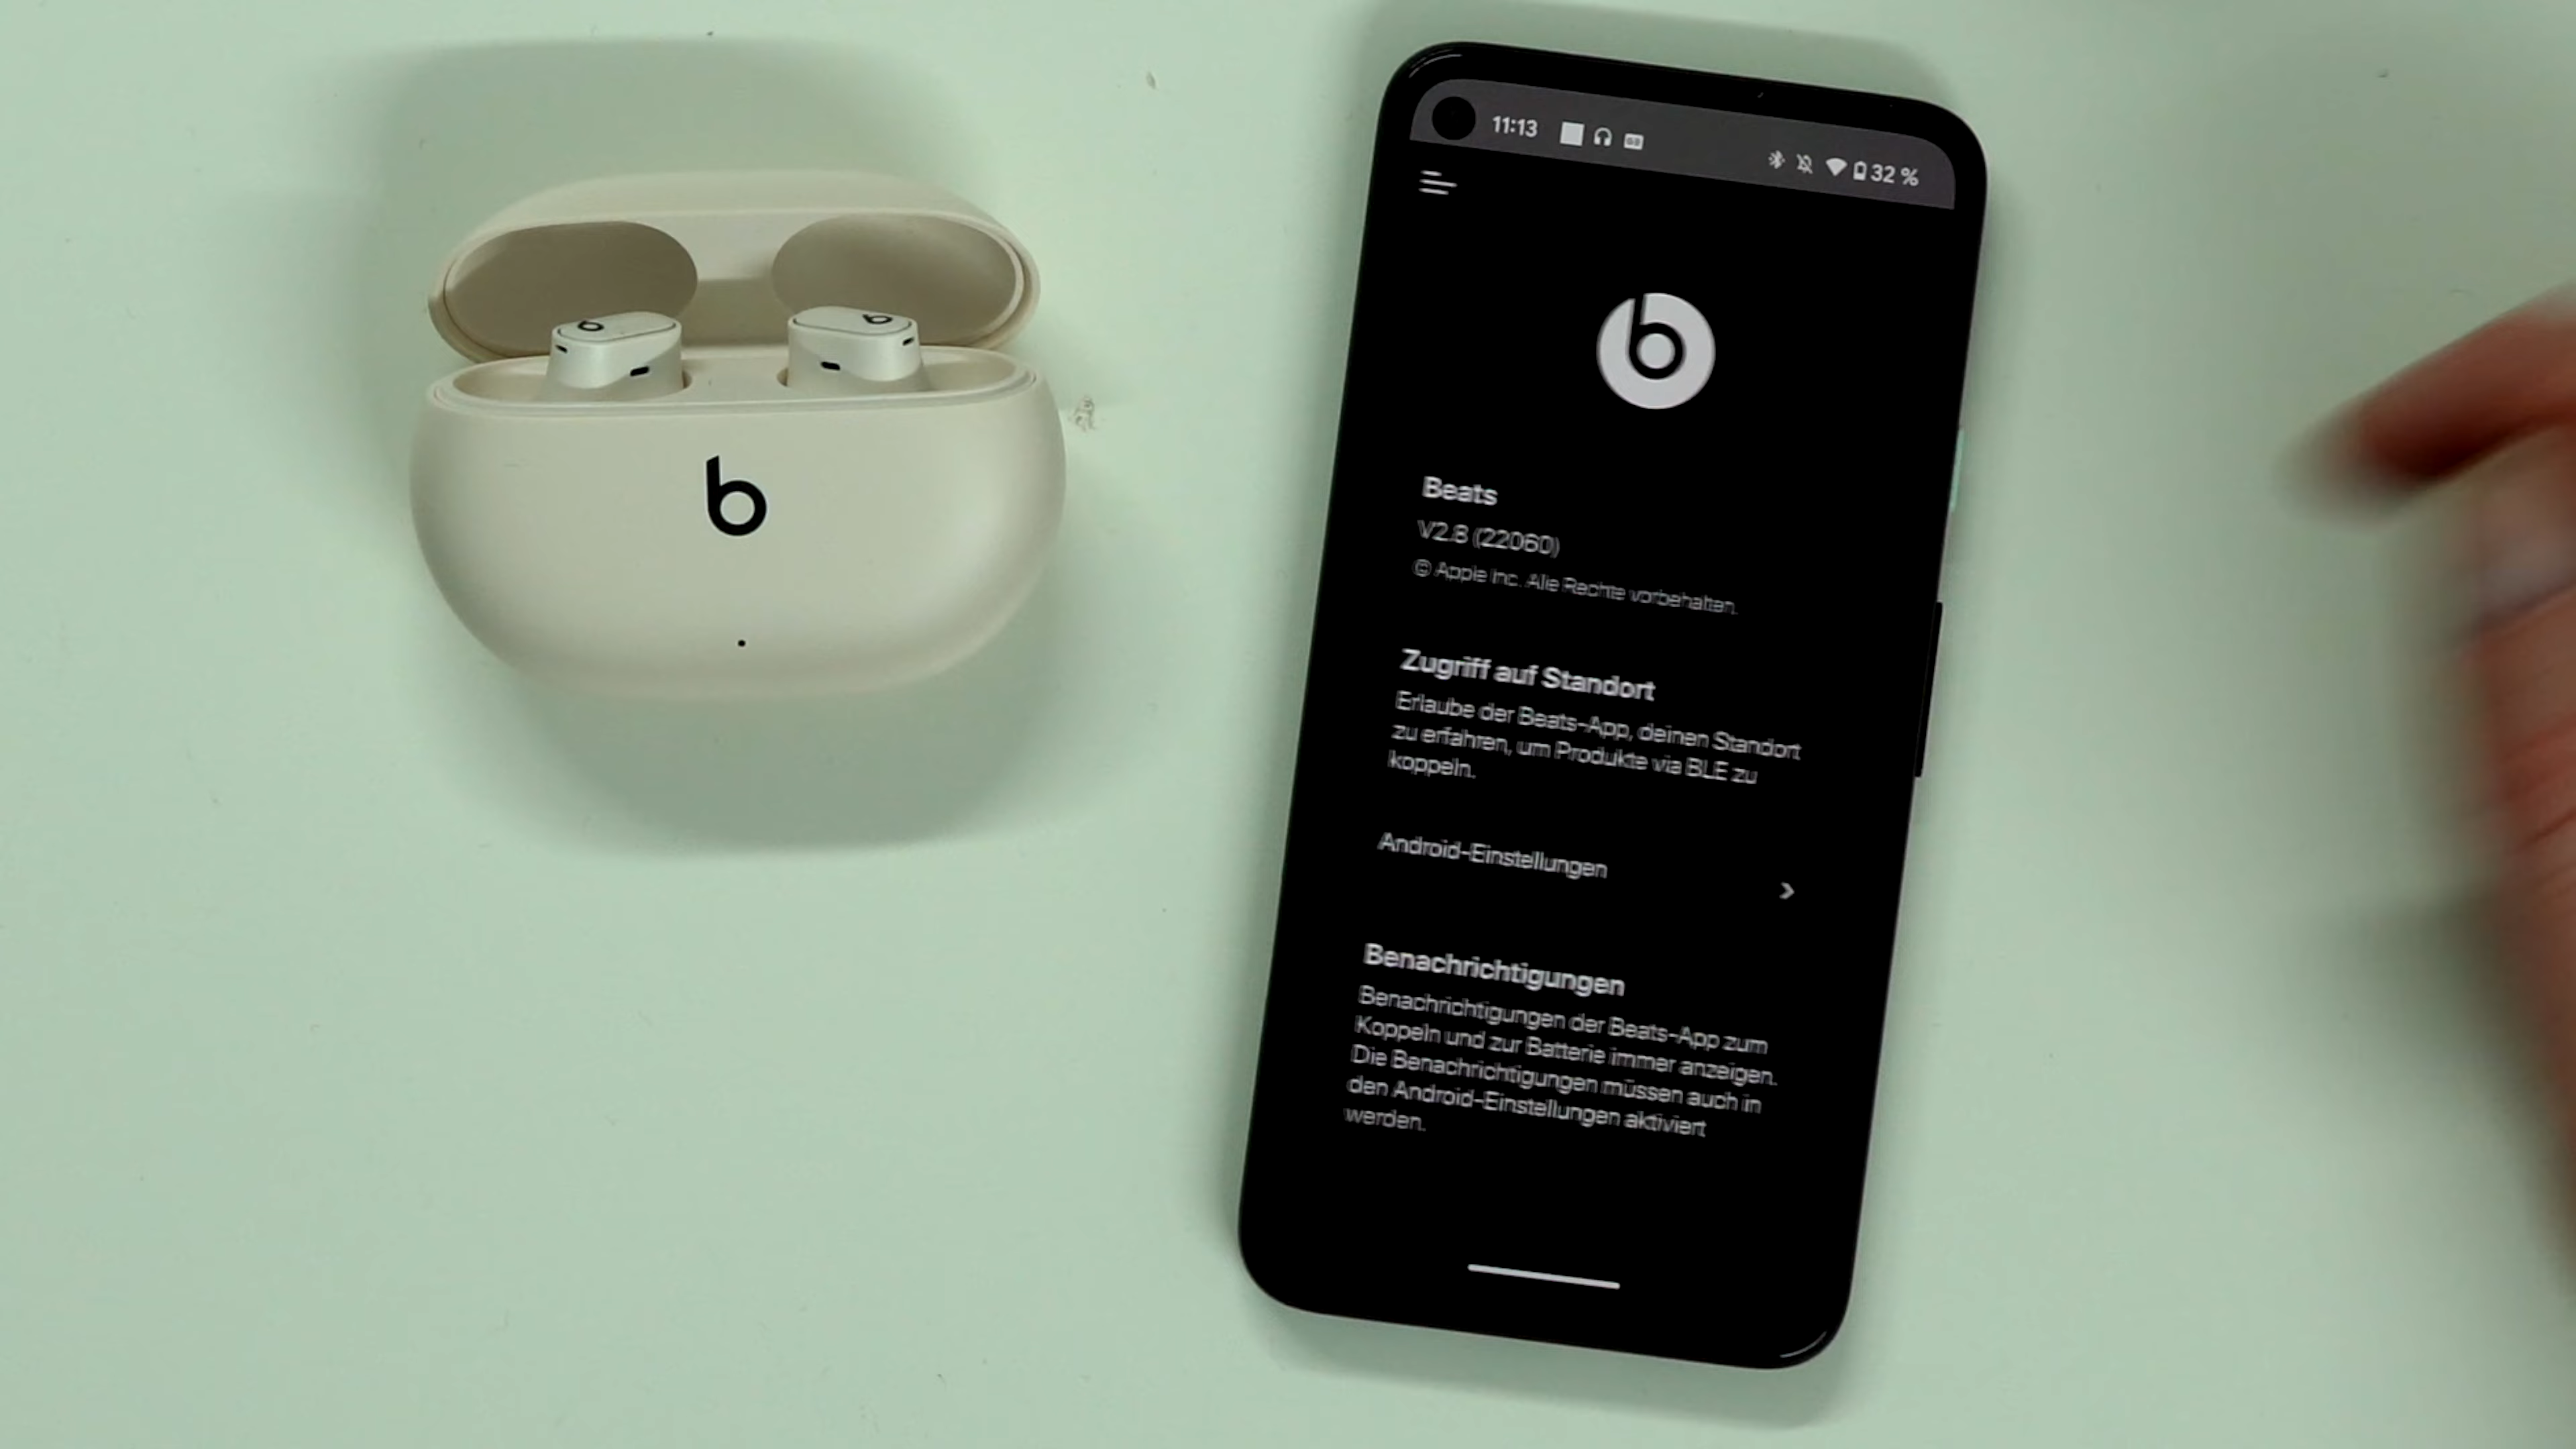 11:13
32 %
Beats
V2.8 (22060)
© Apple Inc. Alle Rechte vorbehalten.
Zugriff auf Standort
Erlaube der Beats-App, deinen Standort
zu erfahren, um Produkte via BLE zu
koppeln.
Android-Einstellungen
Benachrichtigungen
Benachrichtigungen der Beats-App zum
Koppeln und zur Batterie immer anzeigen.
Die Benachrichtigungen müssen auch in
den Android-Einstellungen aktiviert
werden.